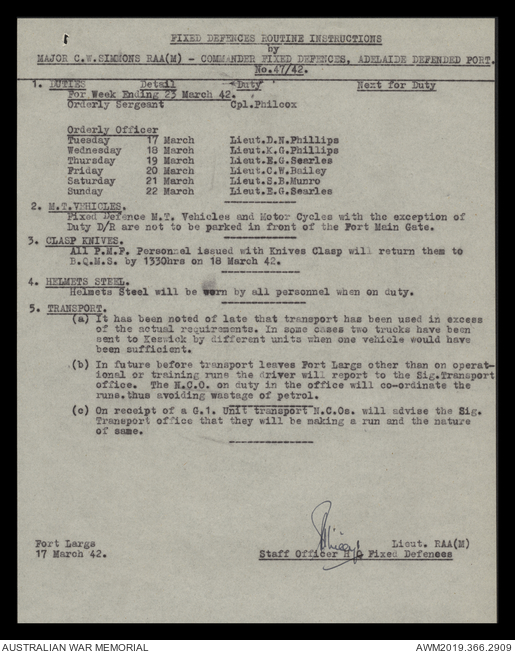 1
FIXED DEFENCES ROUTINE INSTRUCTIONS
by
MAJOR C.W.SIMMONS RAA(M) - COMMANDER FIXED DEFENCES, ADELAIDE DEFENDED PORT.
No.47/42.
1. DUTIES Detail Duty Next for Duty
For Week Ending 23 March 42.
Orderly Sergeant Cpl.Philcox
Orderly Officer
Tuesday 17 March Lieut.D.N.Phillips
Wednesday 18 March Lieut.K.G.Phillips
Thursday 19 March Lieut.E.G.Searles
Friday 20 March Lieut.C.W.Bailey
Saturday 21 March Lieut.S.B.Munro
Sunday 22 March Lieut.E.G.Searles
2. M.T.VEHICLES.
Fixed Defence M.T. Vehicles and Motor Cycles with the exception of
Duty D/R are not to be parked in front of the Fort Main Gate.
3. CLASP KNIVES.
All P.M.F. Personnel issued with Knives Clasp will return them to
B.Q.M.S. by 1330hrs on 18 March 42.
4. HELMETS STEEL.
Helmets Steel will be worn by all personnel when on duty.
5. TRANSPORT.
(a) It has been noted of late that transport has been used in excess
of the actual requirements. In some cases two trucks have been
sent to Keswick by different units when one vehicle would have
been sufficient.
(b) In future before transport leaves Fort Largs other than on operat-
ional or training runs the driver will report to the Sig.Transport
office. The N.C.O. on duty in the office will co-ordinate the
runs.thus avoiding wastage of petrol.
(c) On receipt of a G.1. Unit transport N.C.Os. will advise the Sig.
Transport office that they will be making a run and the nature
of same.
Fort Largs Lieut. RAA(M)
17 March 42. Staff Officer H Q Fixed Defences
AUSTRALIAN WAR MEMORIAL AWM2019.366.2909